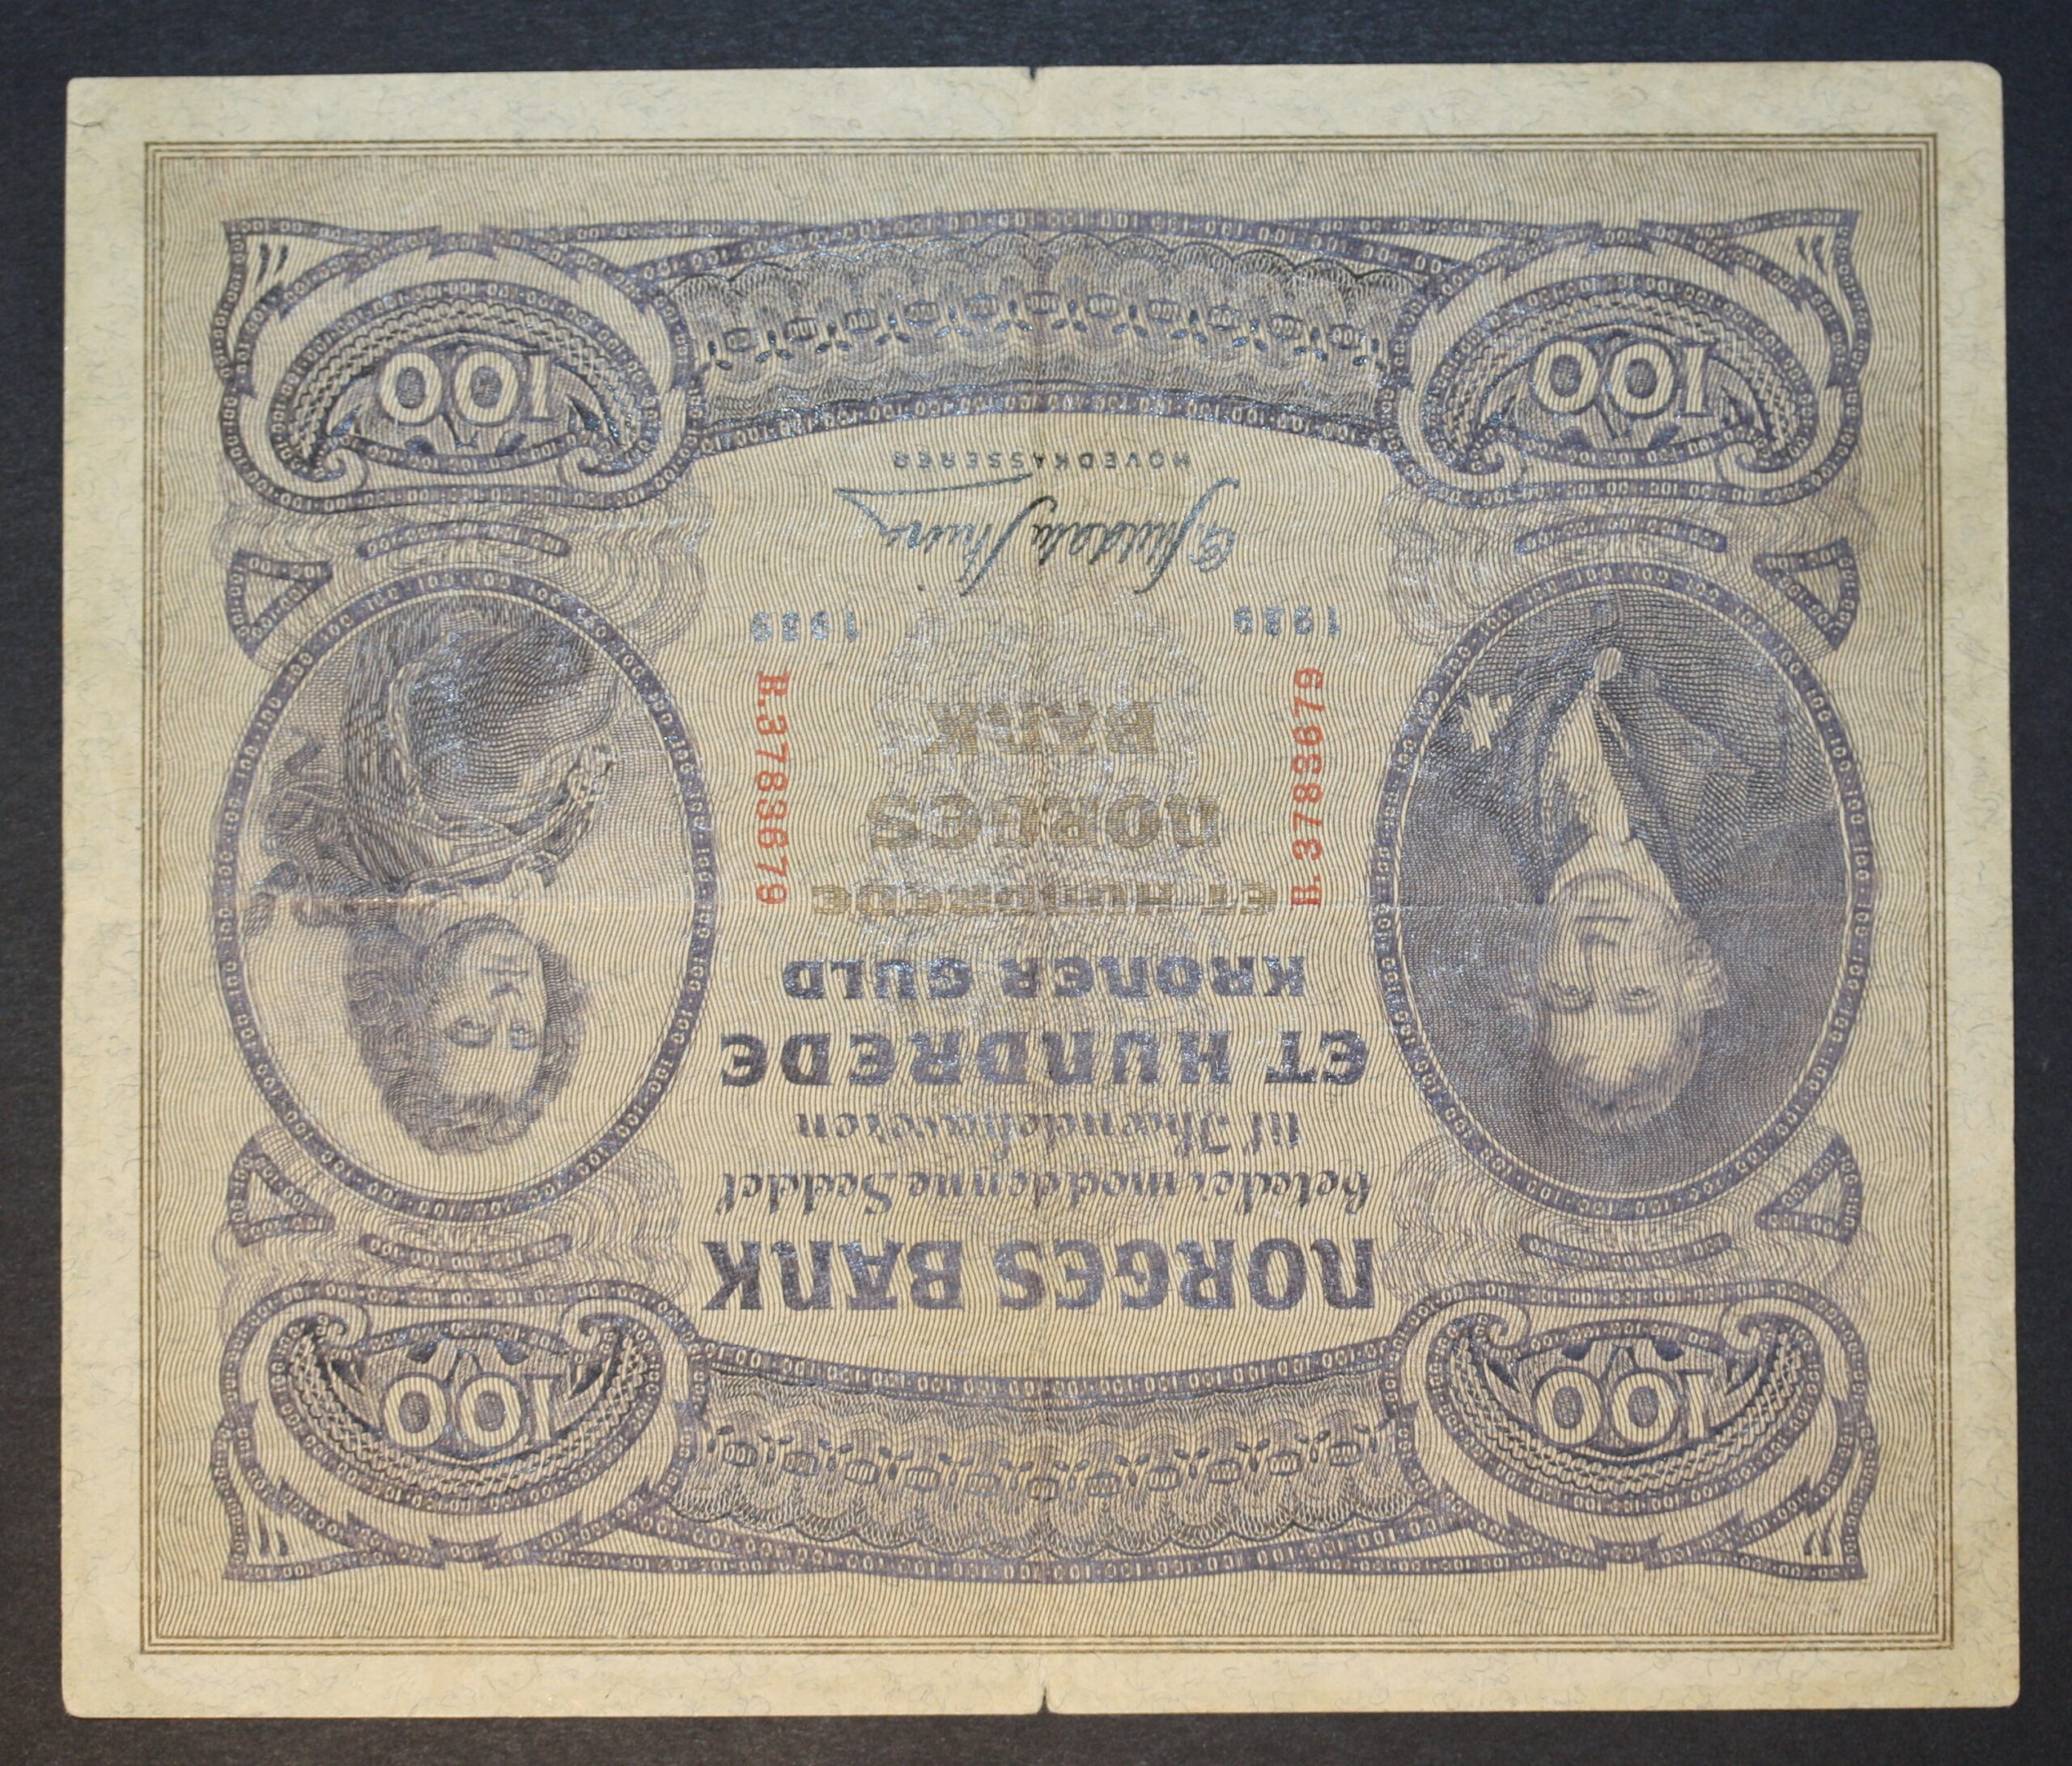 100 100
NORGES BANK
betaler mod denne Seddel
til Ihændehaveren
ET HUNDREDE
KRONER GULD
ET HUNDREDE
NORGES
BANK
B. 3783679
B. 3783679
1939 1939
HOVEDKASSERER
100 100